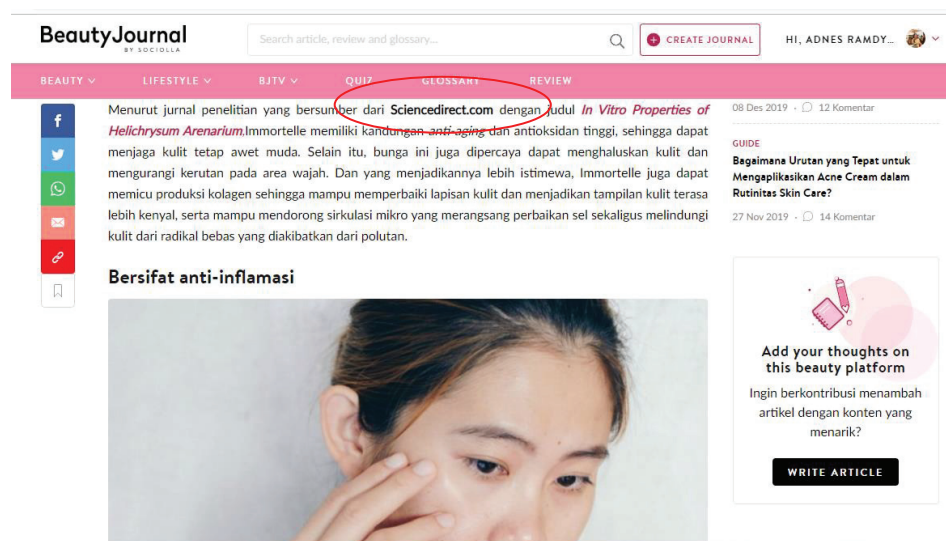 BeautyJournal
BY SOCIOLLA
Search article, review and glossary...
CREATE JOURNAL
HI, ADNES RAMDY...
BEAUTY
LIFESTYLE
BJTV
QUIZ
GLOSSARY
REVIEW
Menurut jurnal penelitian yang bersumber dari Sciencedirect.com dengan judul In Vitro Properties of
Helichrysum Arenarium.Immortelle memiliki kandungan anti-aging dan antioksidan tinggi, sehingga dapat
menjaga kulit tetap awet muda. Selain itu, bunga ini juga dipercaya dapat menghaluskan kulit dan
mengurangi kerutan pada area wajah. Dan yang menjadikannya lebih istimewa, Immortelle juga dapat
memicu produksi kolagen sehingga mampu memperbaiki lapisan kulit dan menjadikan tampilan kulit terasa
lebih kenyal, serta mampu mendorong sirkulasi mikro yang merangsang perbaikan sel sekaligus melindungi
kulit dari radikal bebas yang diakibatkan dari polutan.
Bersifat anti-inflamasi
08 Des 2019 · 12 Komentar
GUIDE
Bagaimana Urutan yang Tepat untuk
Mengaplikasikan Acne Cream dalam
Rutinitas Skin Care?
27 Nov 2019 · 14 Komentar
Add your thoughts on
this beauty platform
Ingin berkontribusi menambah
artikel dengan konten yang
menarik?
WRITE ARTICLE